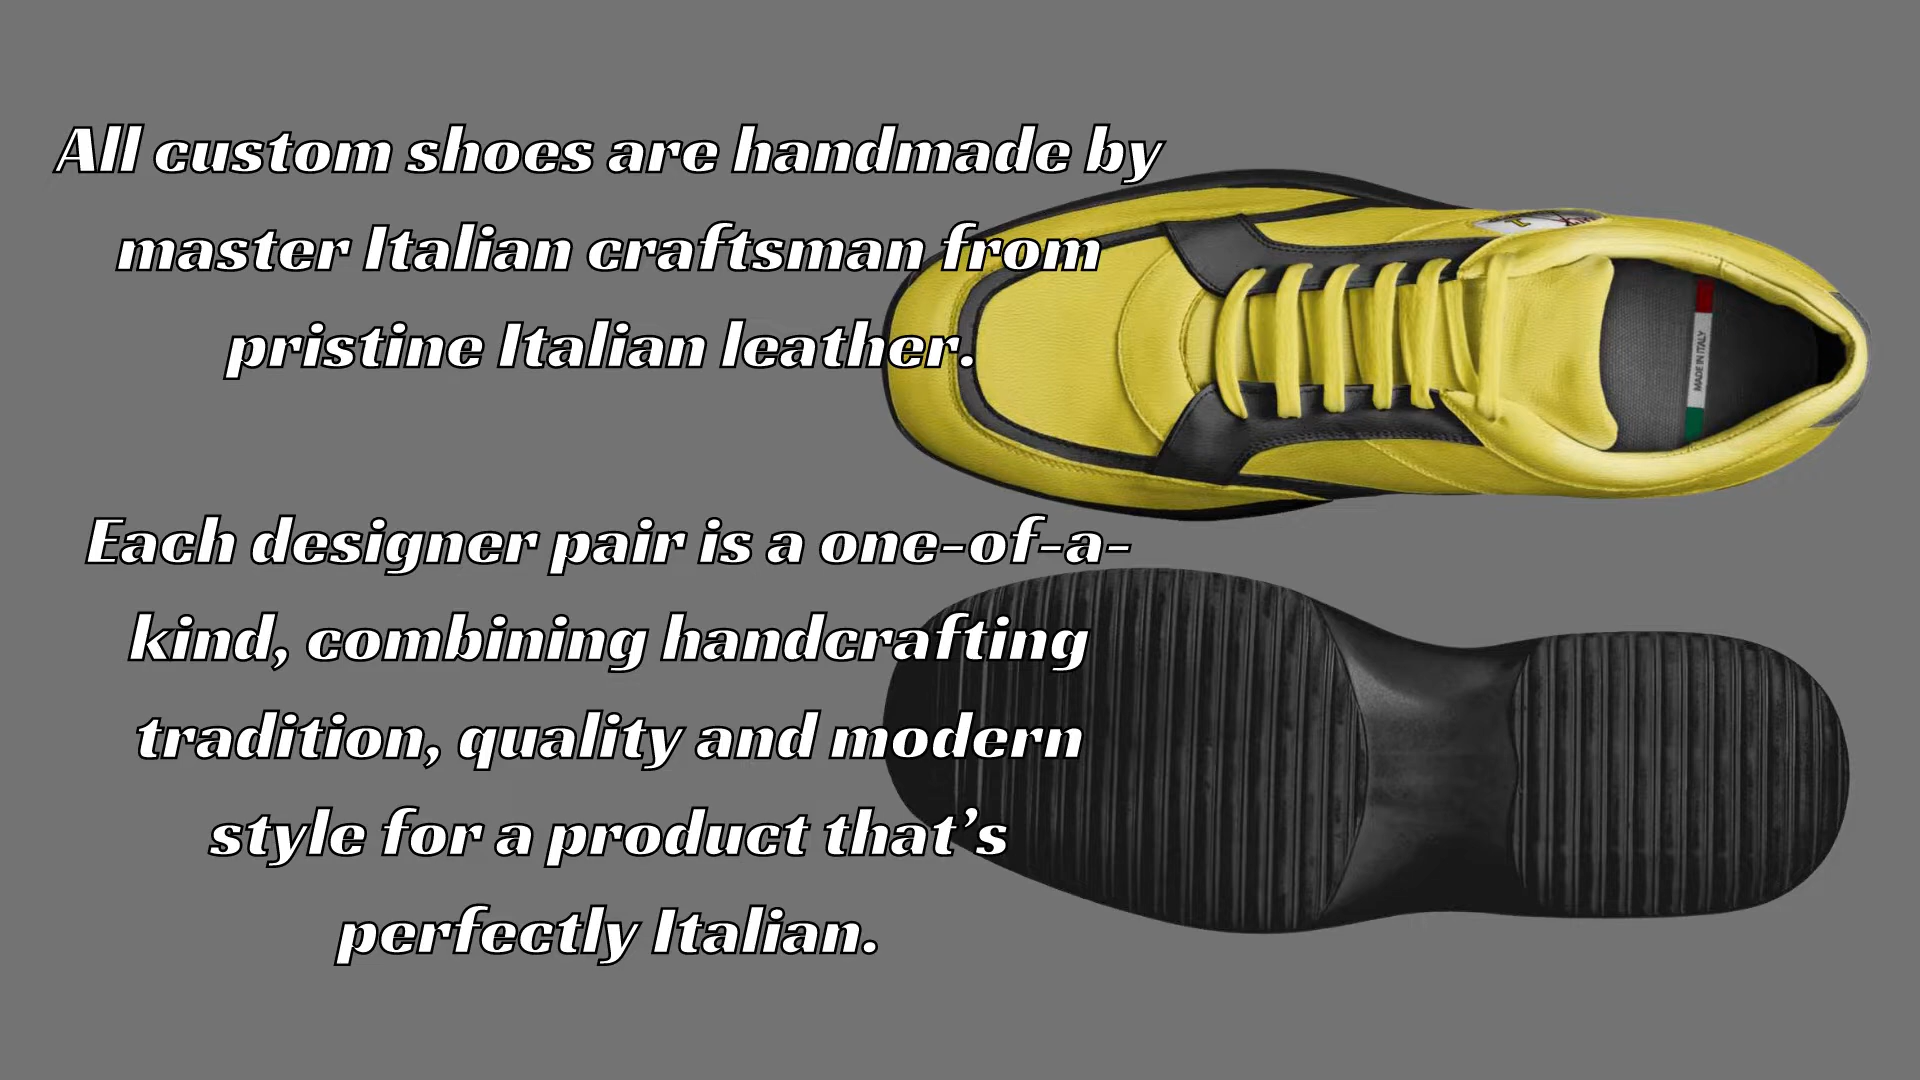 All custom shoes are handmade by
master Italian craftsman from
pristine Italian leather.
Each designer pair is a one-of-a-
kind, combining handcrafting
tradition, quality and modern
style for a product that’s
perfectly Italian.
MADE IN ITALY